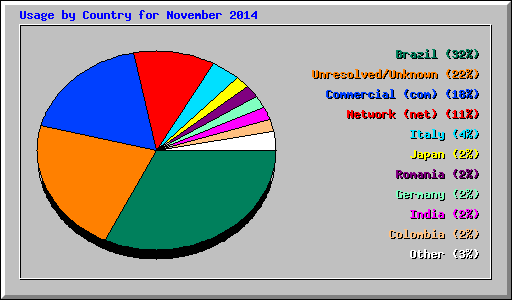 Usage by Country for November 2014
Brazil (32%)
Unresolved/Unknown (22%)
Commercial (com) (18%)
Network (net) (11%)
Italy (4%)
Japan (2%)
Romania (2%)
Germany (2%)
India (2%)
Colombia (2%)
Other (3%)